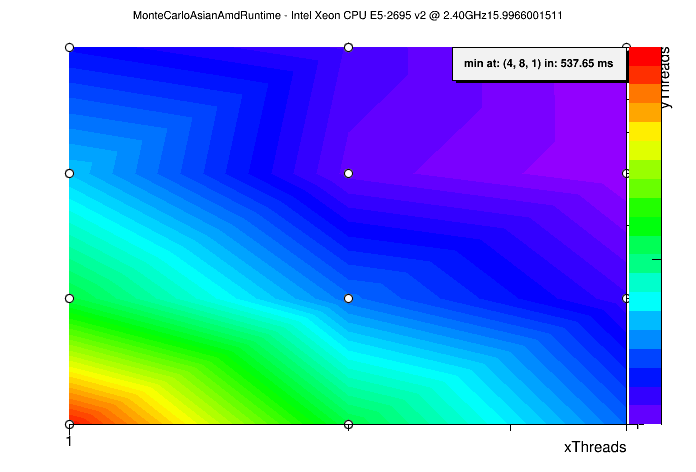 MonteCarloAsianAmdRuntime - Intel Xeon CPU E5-2695 v2 @ 2.40GHz15.9966001511
min at: (4, 8, 1) in: 537.65 ms
yThreads
1
xThreads